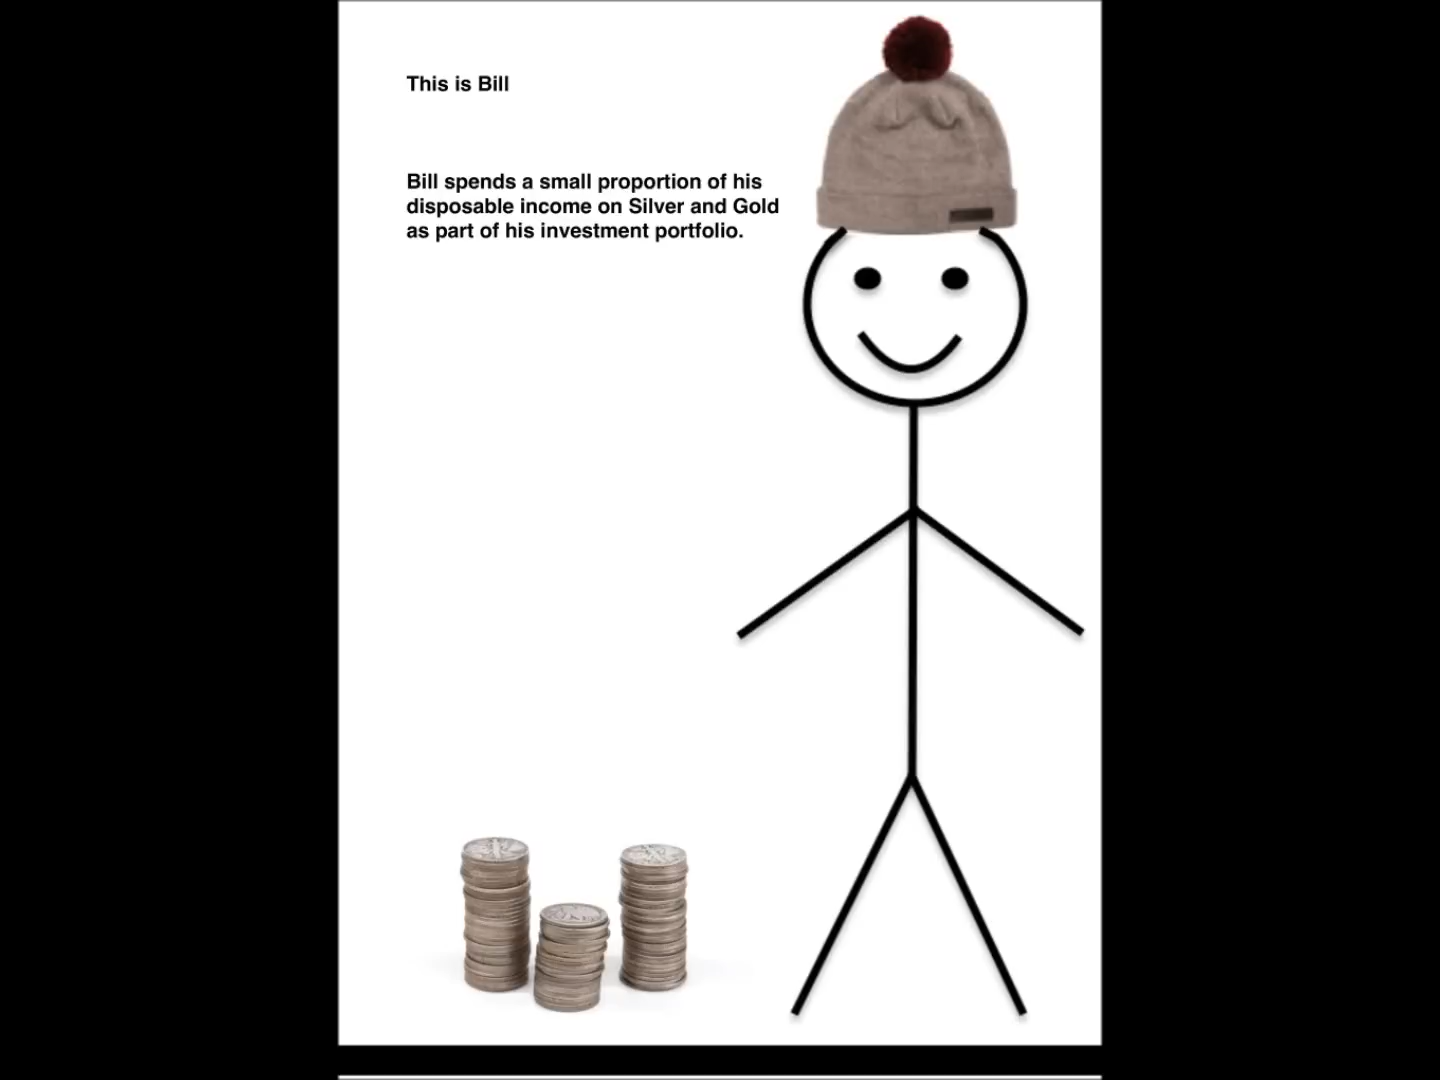 This is Bill
Bill spends a small proportion of his
disposable income on Silver and Gold
as part of his investment portfolio.